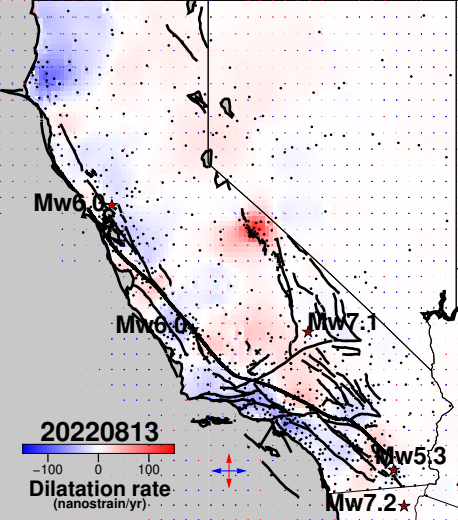 Mw6.0
Mw6.0
Mw7.1
20220813
−100 0 100
Dilatation rate
(nanostrain/yr)
Mw5.3
Mw7.2